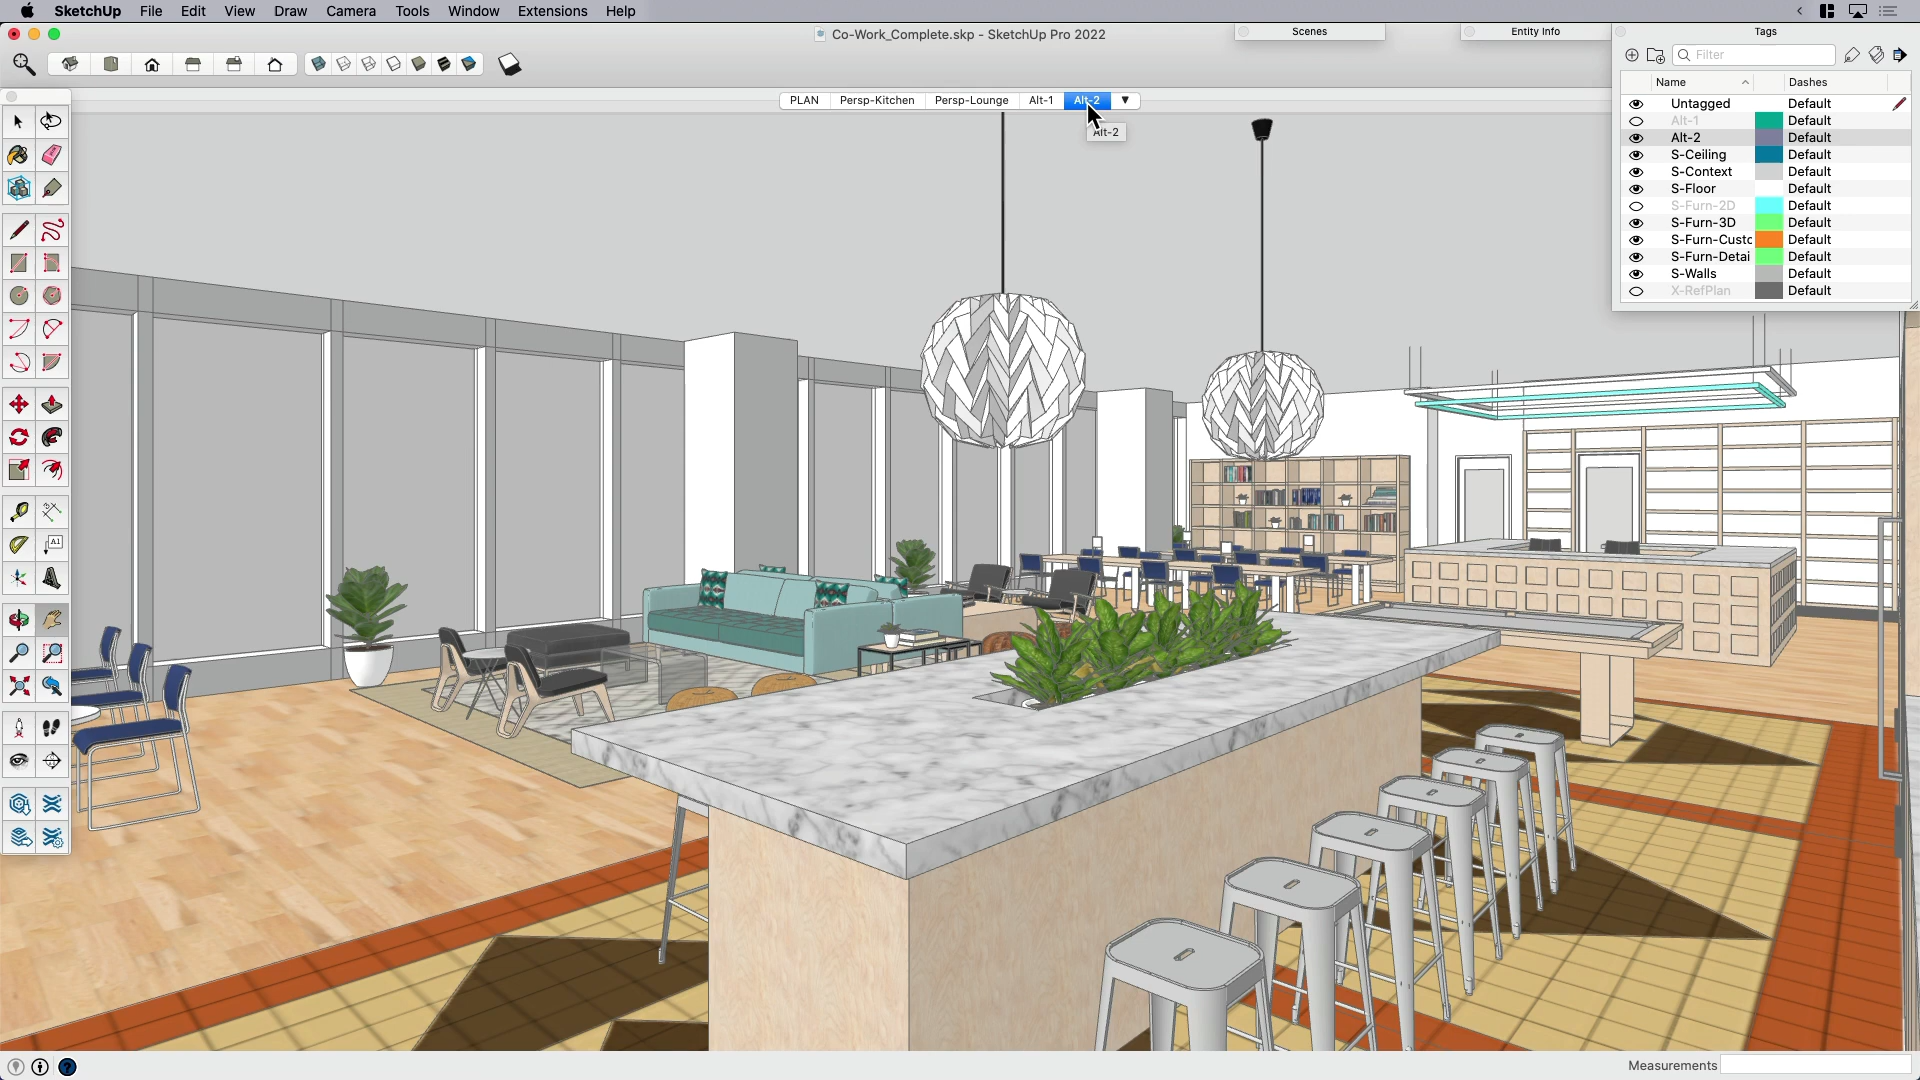 SketchUp File Edit View Draw Camera Tools Window Extensions Help
Co-Work_Complete.skp - SketchUp Pro 2022
Scenes
Entity Info
Tags
Filter
Name Dashes
PLAN Persp-Kitchen Persp-Lounge Alt-1 Alt-2
Alt-2
Untagged Default
Alt-1 Default
Alt-2 Default
S-Ceiling Default
S-Context Default
S-Floor Default
S-Furn-2D Default
S-Furn-3D Default
S-Furn-Custc Default
S-Furn-Detai Default
S-Walls Default
X-RefPlan Default
A1
Measurements